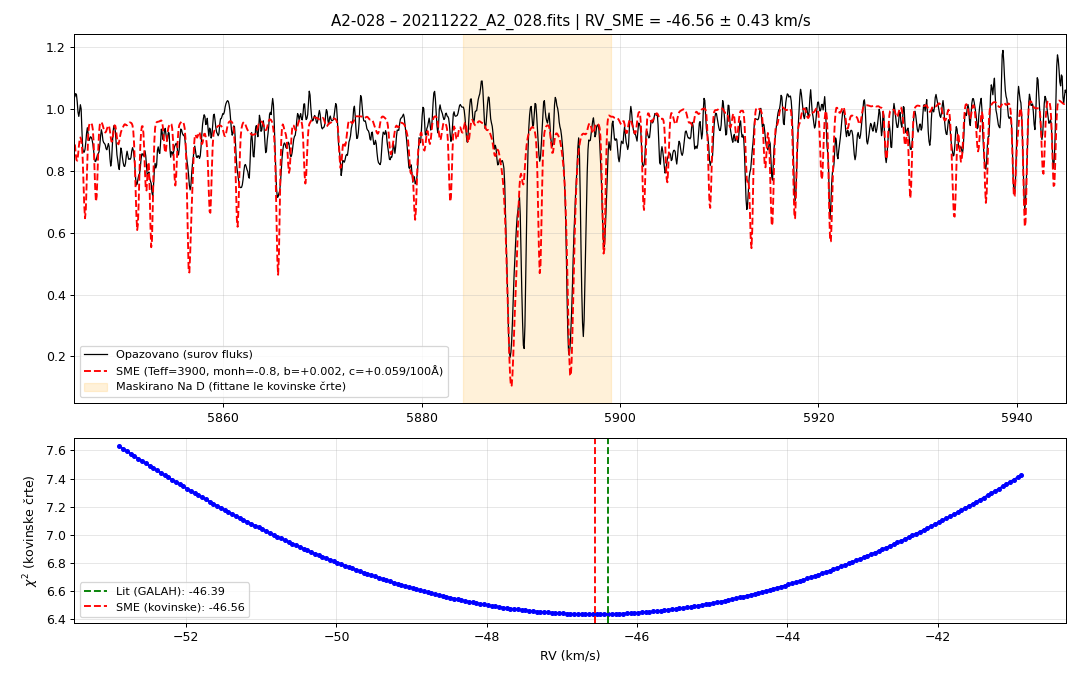 A2-028 – 20211222_A2_028.fits | RV_SME = -46.56 ± 0.43 km/s
1.2
1.0
0.8
0.6
0.4
0.2
Opazovano (surov fluks)
SME (Teff=3900, monh=-0.8, b=+0.002, c=+0.059/100Å)
Maskirano Na D (fittane le kovinske črte)
5860 5880 5900 5920 5940
7.6
7.4
7.2
7.0
6.8
6.6
6.4
χ² (kovinske črte)
Lit (GALAH): -46.39
SME (kovinske): -46.56
−52 −50 −48 −46 −44 −42
RV (km/s)